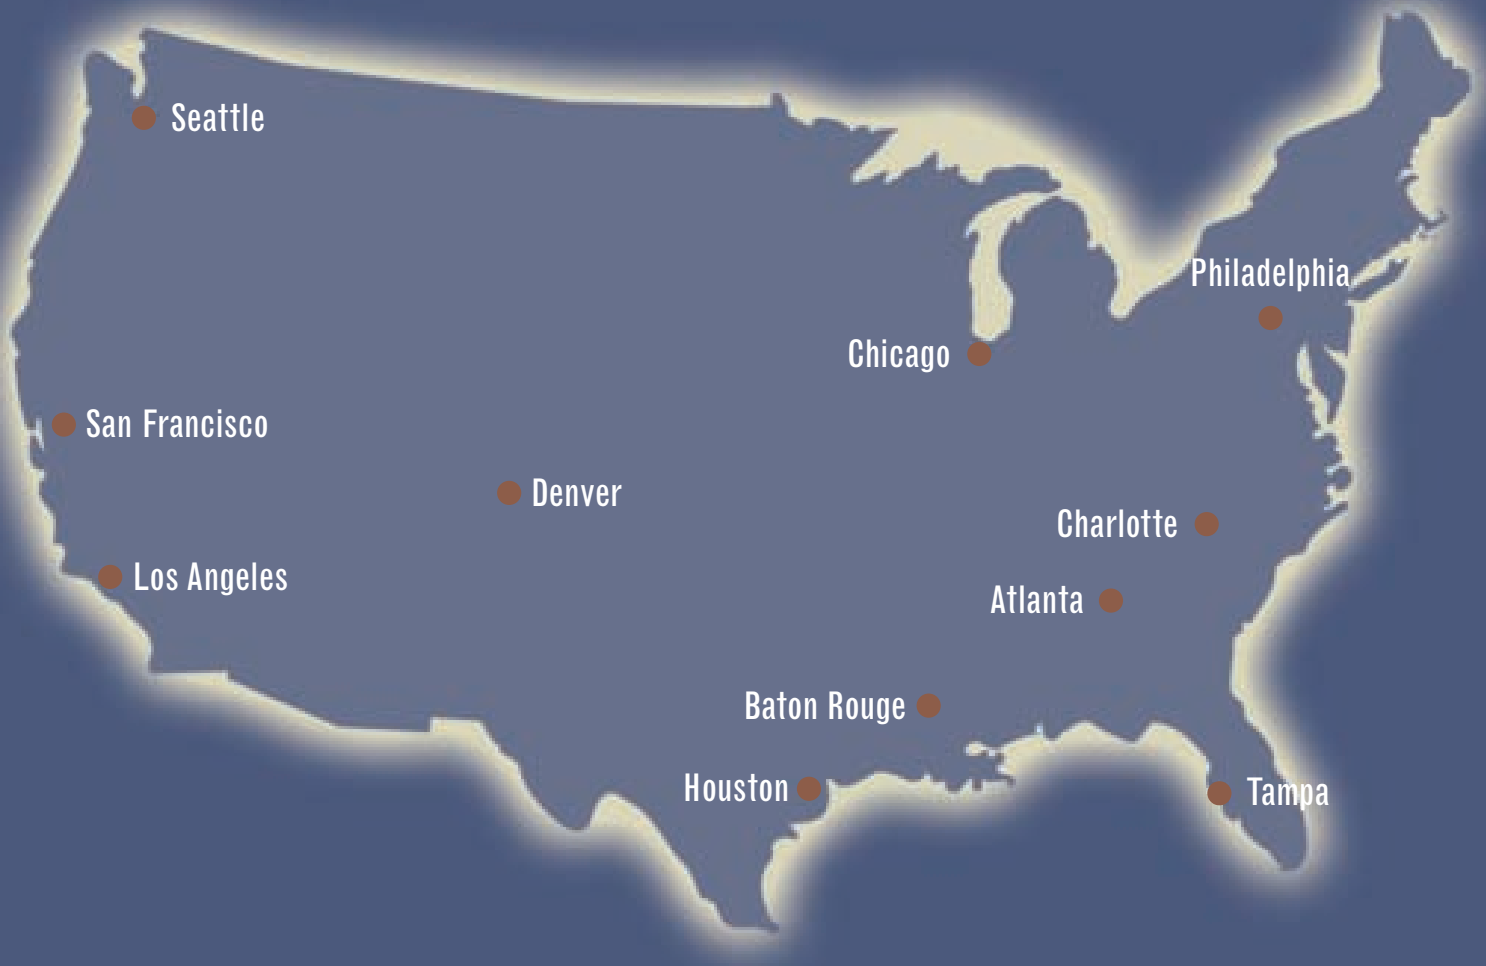 Seattle
Philadelphia
Chicago
San Francisco
Denver
Charlotte
Los Angeles
Atlanta
Baton Rouge
Houston
Tampa